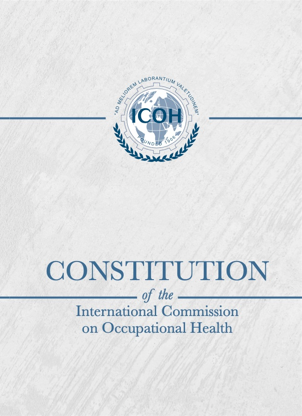 "AD MELIOREM LABORANTIUM VALETUDINEM"
ICOH
FOUNDED 1906
CONSTITUTION
of the
International Commission
on Occupational Health